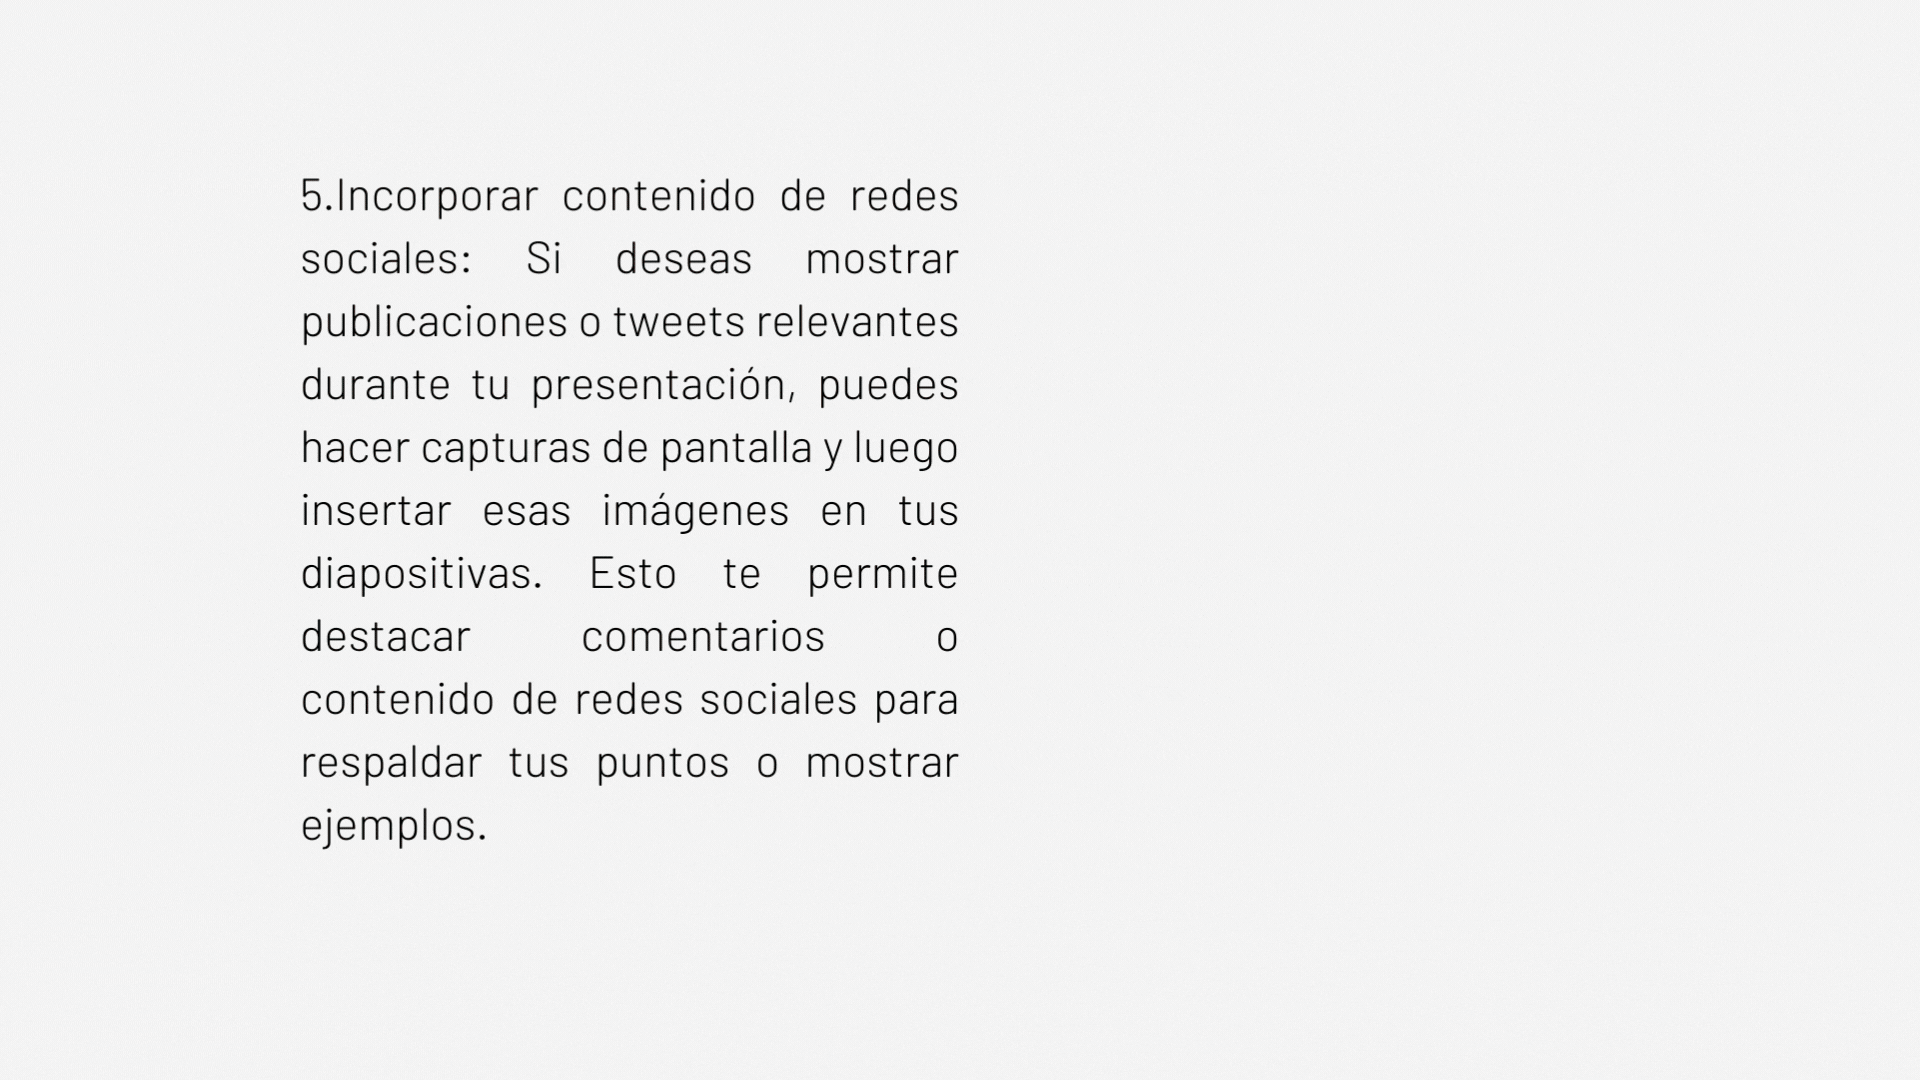 5.Incorporar contenido de redes
sociales: Si deseas mostrar
publicaciones o tweets relevantes
durante tu presentación, puedes
hacer capturas de pantalla y luego
insertar esas imágenes en tus
diapositivas. Esto te permite
destacar comentarios o
contenido de redes sociales para
respaldar tus puntos o mostrar
ejemplos.